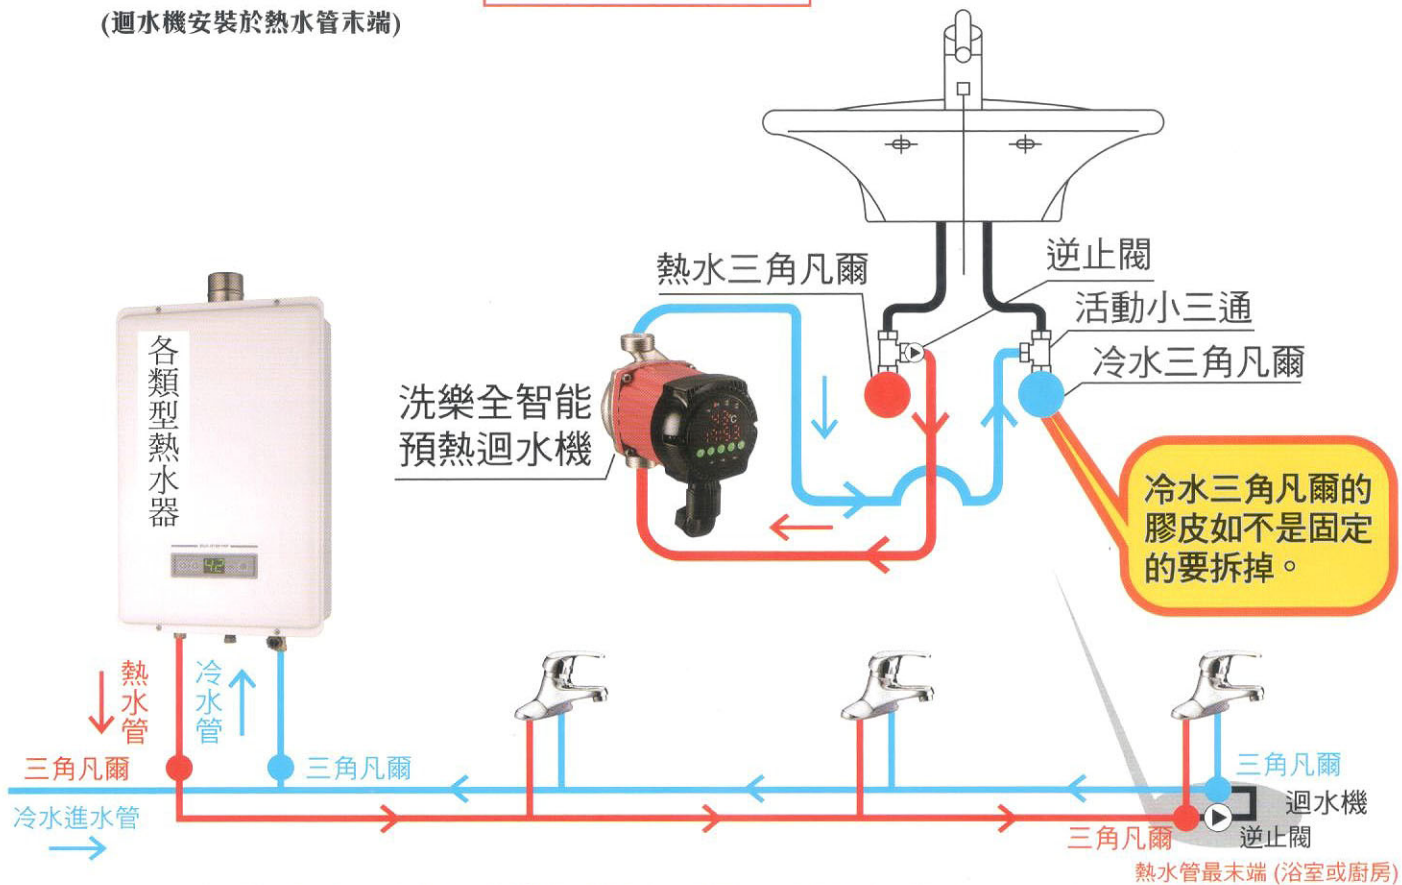 (迴水機安裝於熱水管末端)
熱水三角凡爾
逆止閥
活動小三通
冷水三角凡爾
各類型熱水器
洗樂全智能
預熱迴水機
冷水三角凡爾的
膠皮如不是固定
的要拆掉。
42
熱水管
冷水管
三角凡爾
三角凡爾
三角凡爾
冷水進水管
迴水機
三角凡爾
逆止閥
熱水管最末端 (浴室或廚房)